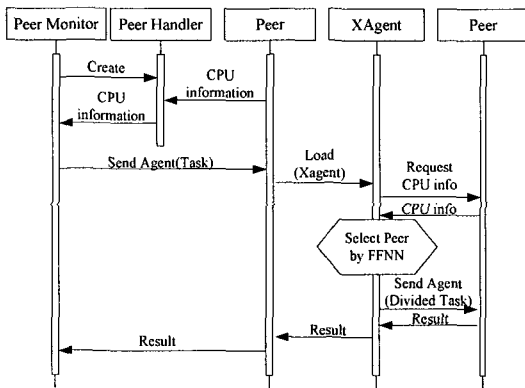 Peer Monitor
Peer Handler
Peer
XAgent
Peer
Create
CPU
information
CPU
information
Send Agent(Task)
Load
(Xagent)
Request
CPU info
CPU info
Select Peer
by FFNN
Send Agent
(Divided Task)
Result
Result
Result